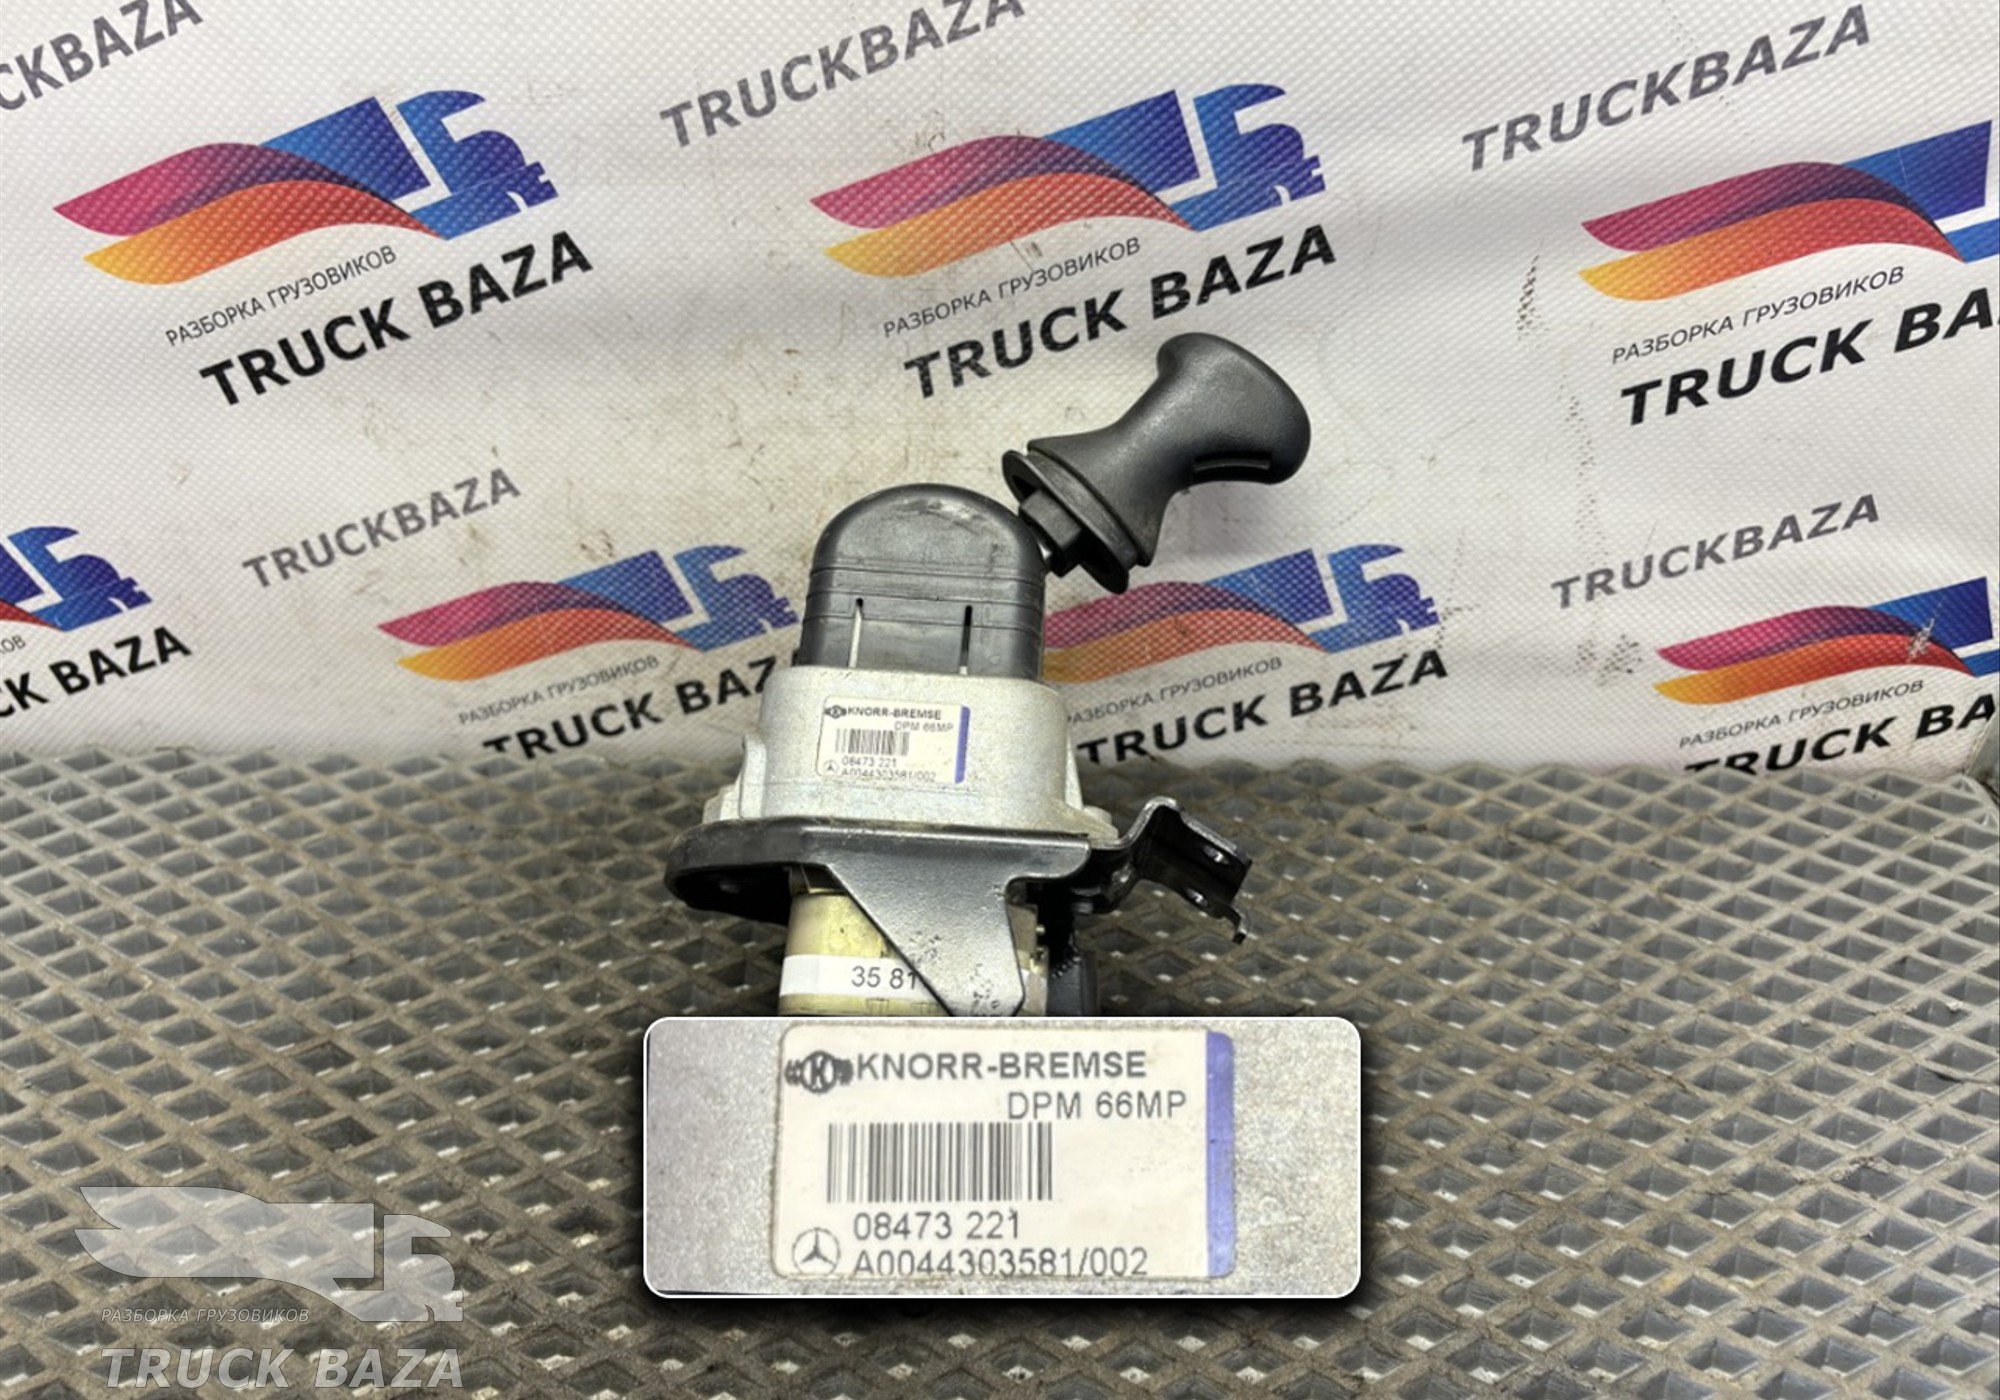 TRUCKBAZA
TRUCKBAZA
TRUCKBAZA
РАЗБОРКА ГРУЗОВИКОВ
TRUCK BAZA
РАЗБОРКА ГРУЗОВИКОВ
TRUCK BAZA
РАЗБОРКА ГРУЗОВИКОВ
TRUCK BA
TRUCKBAZA
TRUCKBAZA
BAZA
РАЗБОРКА ГРУЗОВИКОВ
TRUCK BAZA
РАЗБОРКА ГРУЗОВИКОВ
TRUCK BAZA
РАЗБОРКА ГРУЗОВИКОВ
TRUCK BA
KNORR-BREMSE
DPM 66MP
08473 221
A0044303581/002
35 81
KNORR-BREMSE
DPM 66MP
08473 221
A0044303581/002
РАЗБОРКА ГРУЗОВИКОВ
TRUCK BAZA